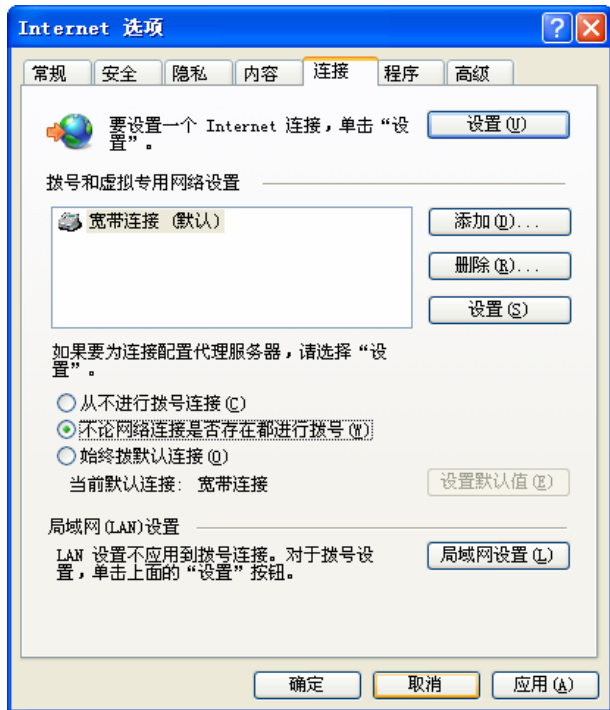 Internet 选项
常规 安全 隐私 内容 连接 程序 高级
要设置一个 Internet 连接，单击“设
置”。
设置(U)
拨号和虚拟专用网络设置
宽带连接 (默认)
添加(D)...
删除(R)...
设置(S)
如果要为连接配置代理服务器，请选择“设
置”。
从不进行拨号连接(C)
不论网络连接是否存在都进行拨号(W)
始终拨默认连接(O)
当前默认连接: 宽带连接
设置默认值(E)
局域网(LAN)设置
LAN 设置不应用到拨号连接。对于拨号设
置，单击上面的“设置”按钮。
局域网设置(L)
确定 取消 应用(A)